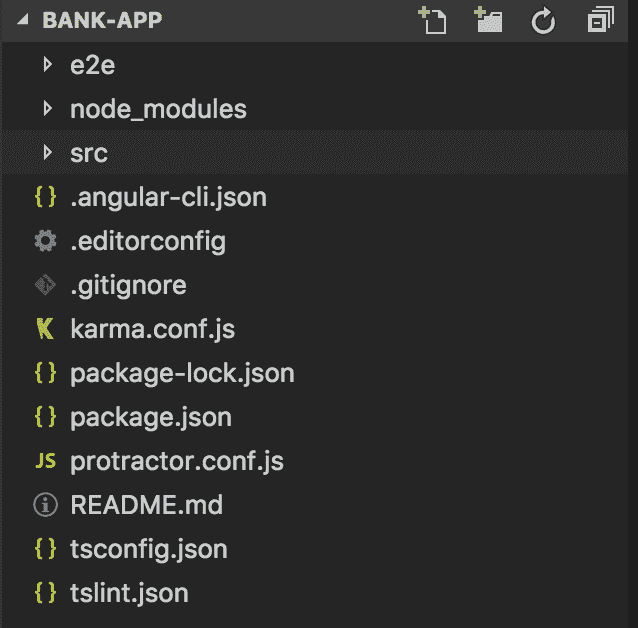 BANK-APP
e2e
node_modules
src
{ } .angular-cli.json
.editorconfig
.gitignore
K karma.conf.js
{ } package-lock.json
{ } package.json
JS protractor.conf.js
README.md
{ } tsconfig.json
{ } tslint.json